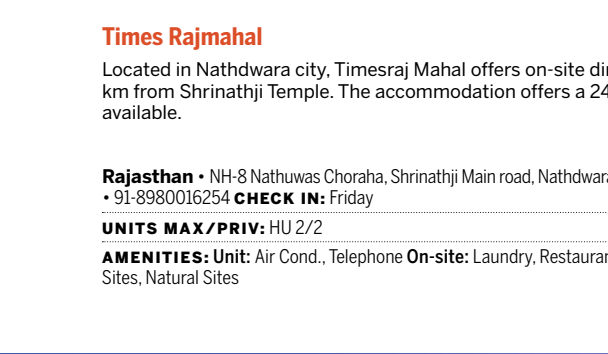 Times Rajmahal
Located in Nathdwara city, Timesraj Mahal offers on-site
km from Shrinathji Temple. The accommodation offers a 24
available.
Rajasthan • NH-8 Nathuwas Choraha, Shrinathji Main road, Nathdwara
• 91-8980016254 CHECK IN: Friday
UNITS MAX/PRIV: HU 2/2
AMENITIES: Unit: Air Cond., Telephone On-site: Laundry,
Sites, Natural Sites